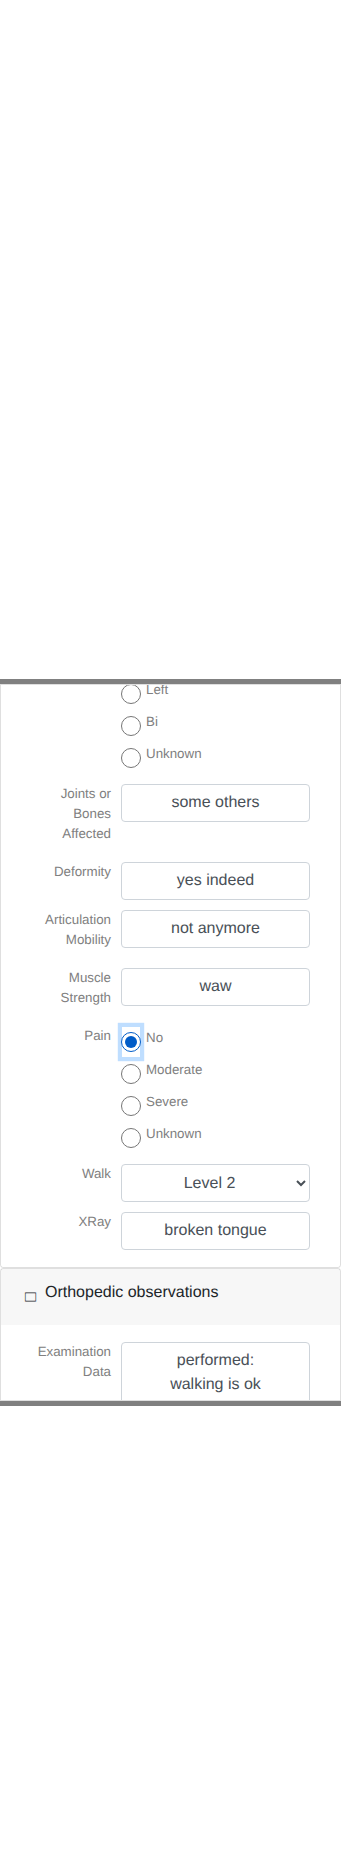 Left
Bi
Unknown
Joints or
Bones
Affected
some others
Deformity
yes indeed
Articulation
Mobility
not anymore
Muscle
Strength
waw
Pain
No
Moderate
Severe
Unknown
Walk
Level 2
XRay
broken tongue
Orthopedic observations
Examination
Data
performed:
walking is ok